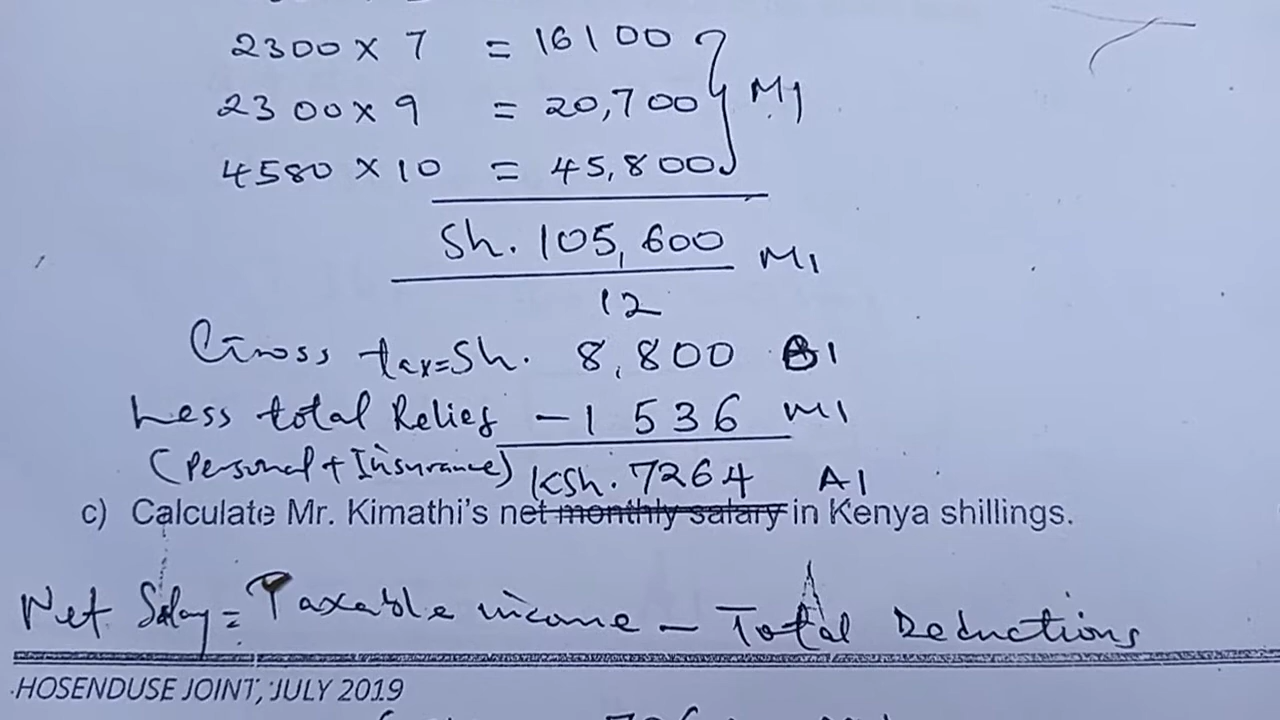 2300 x 7 = 16100
2300 x 9 = 20,700 M1
4580 x 10 = 45,800
Sh. 105,600 M1
12
Gross tax=Sh. 8,800 B1
Less total Relief - 1 536 M1
(Personal + Insurance) Ksh. 7264 A1
c) Calculate Mr. Kimathi's net monthly salary in Kenya shillings.
Net Salay = Taxable income - Total Deductions
HOSENDUSE JOINT, JULY 2019